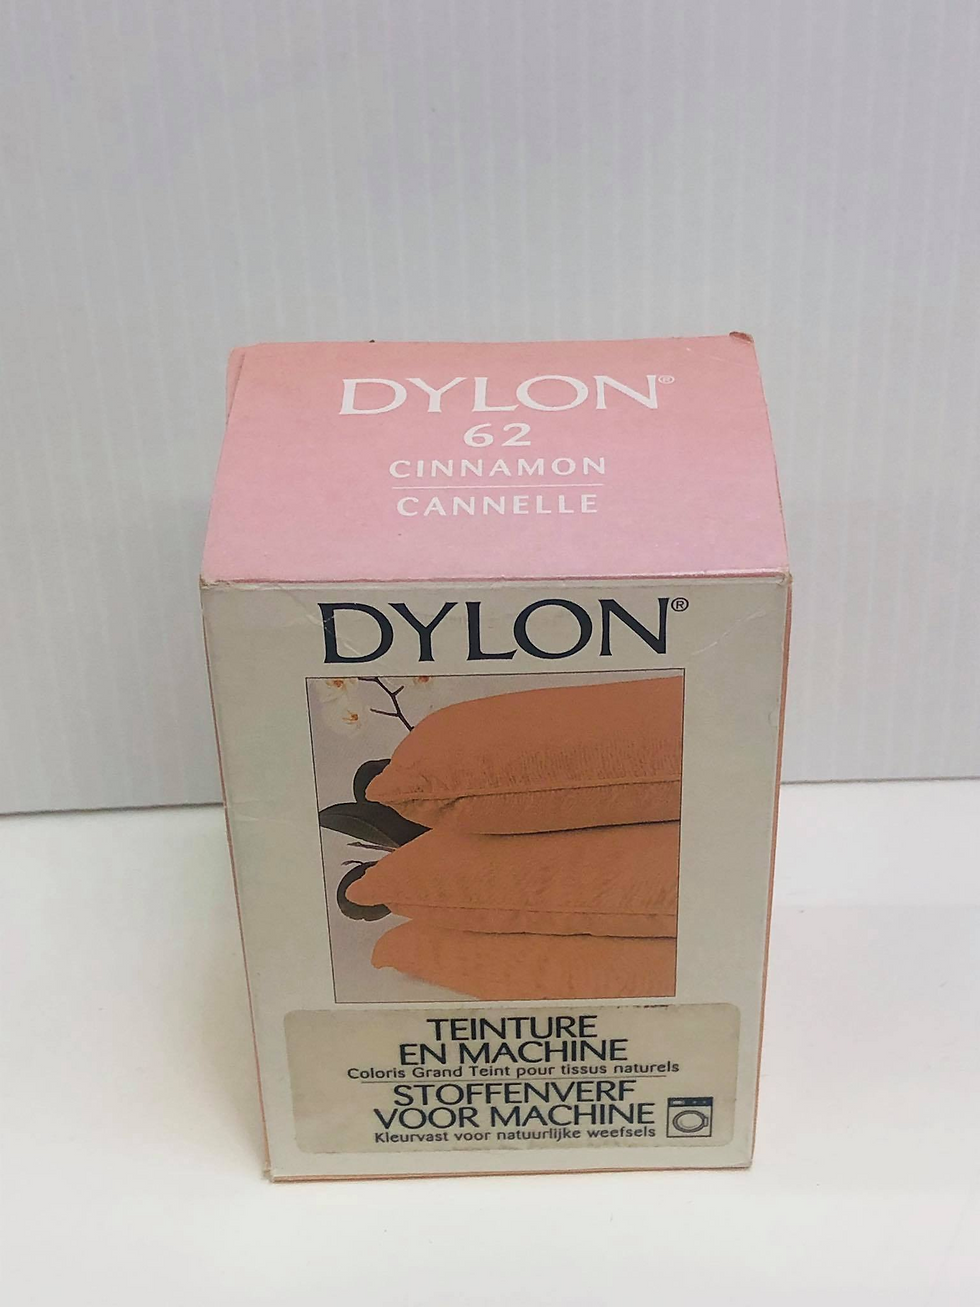 DYLON®
62
CINNAMON
CANNELLE
DYLON®
TEINTURE
EN MACHINE
Coloris Grand Teint pour tissus naturels
STOFFENVERF
VOOR MACHINE
Kleurvast voor natuurlijke weefsels